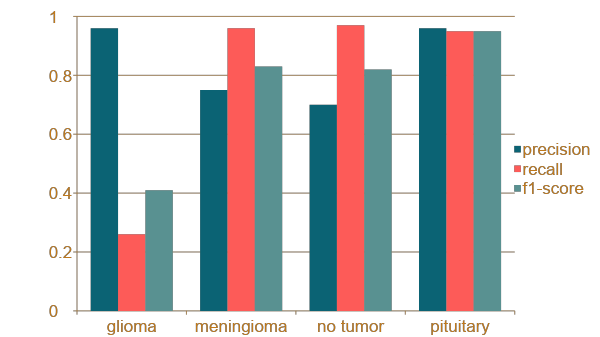 1
0.8
0.6
0.4
0.2
0
glioma
meningioma
no tumor
pituitary
precision
recall
f1-score